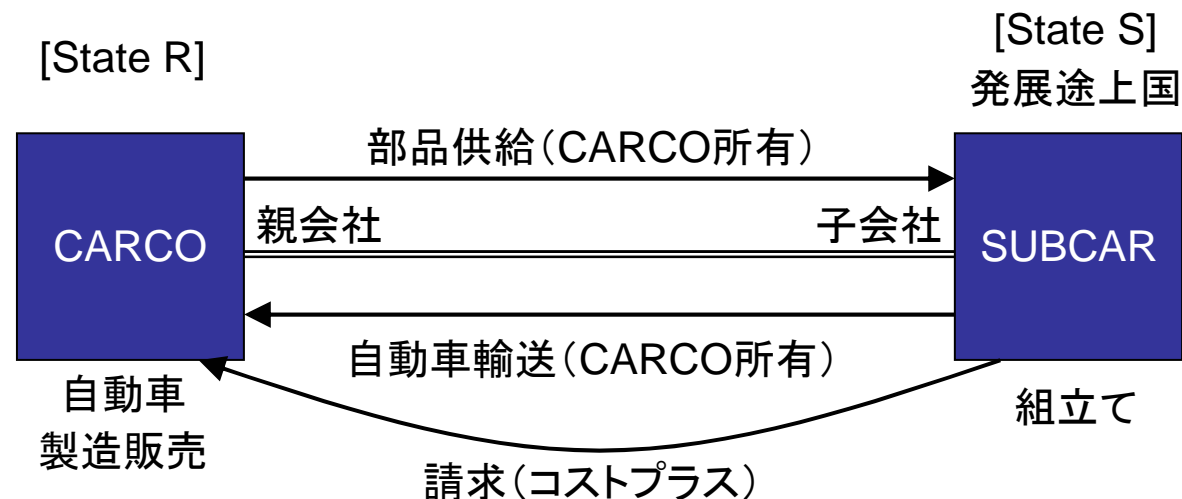 [State R]
[State S]
発展途上国
部品供給(CARCO所有)
CARCO
親会社
子会社
SUBCAR
自動車輸送(CARCO所有)
自動車
製造販売
組立て
請求(コストプラス)